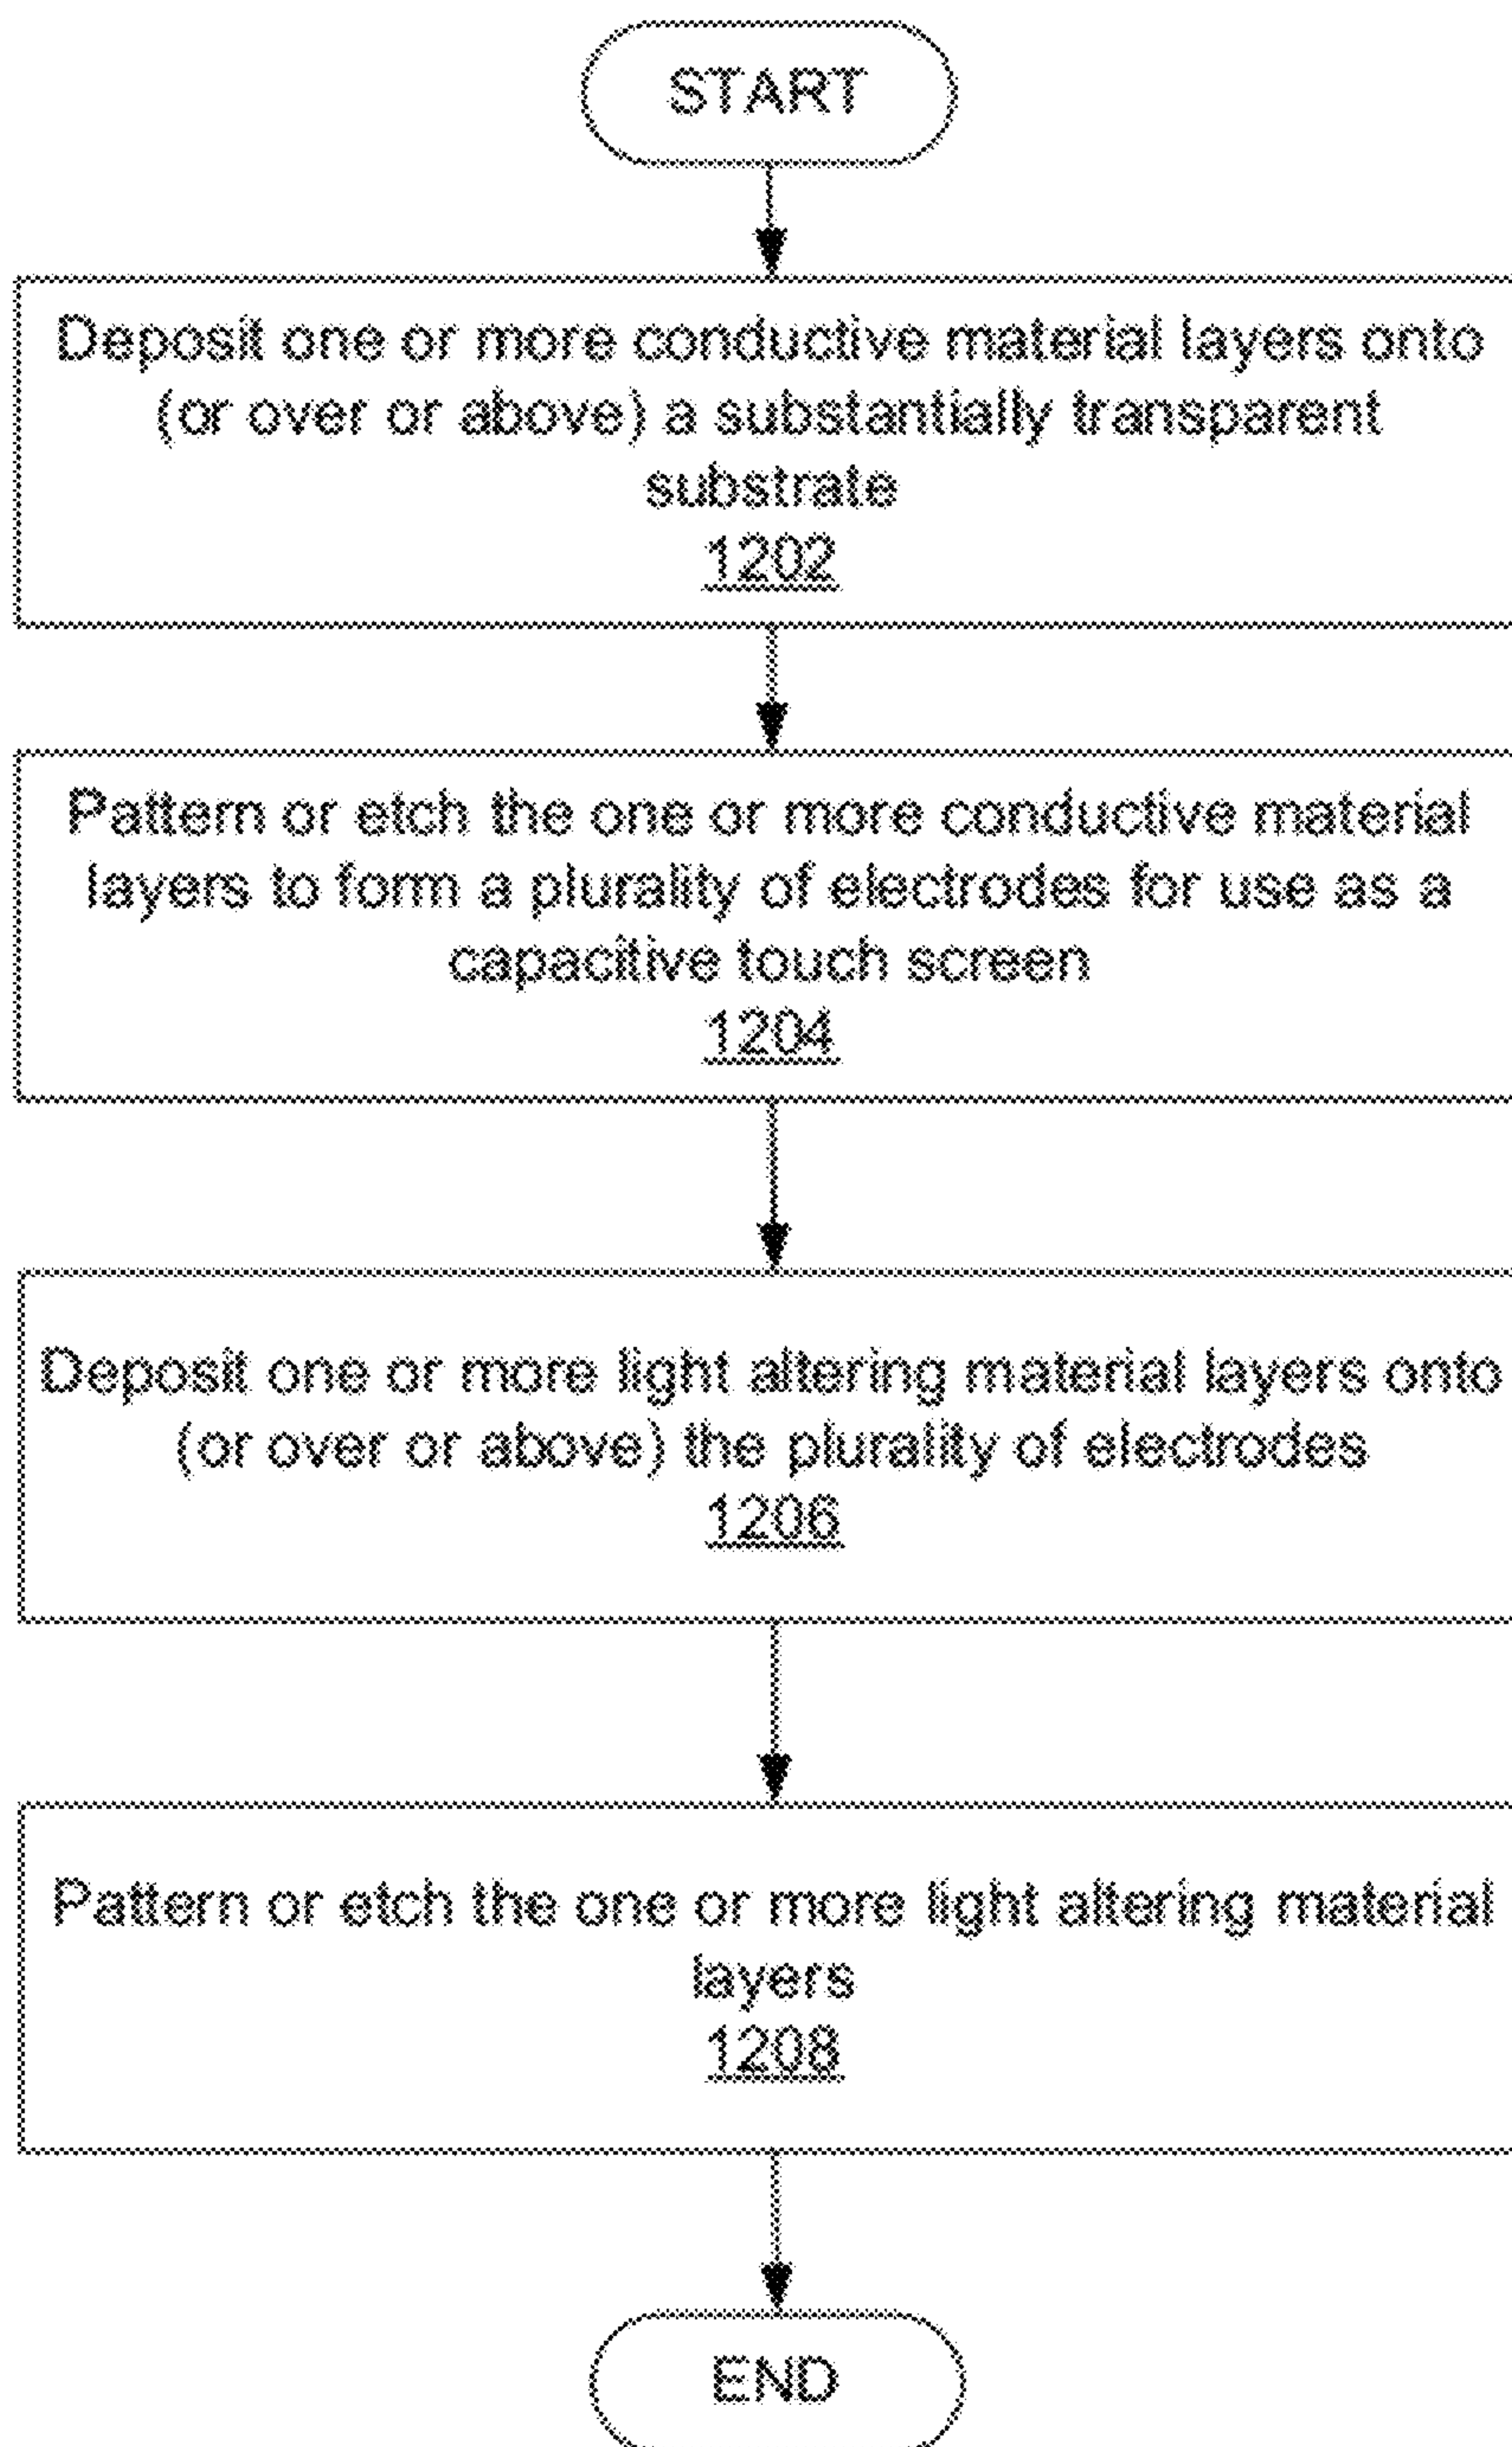 START
Deposit one or more conductive material layers onto
(or over or above) a substantially transparent
substrate
1202
Pattern or etch the one or more conductive material
layers to form a plurality of electrodes for use as a
capacitive touch screen
1204
Deposit one or more light altering material layers onto
(or over or above) the plurality of electrodes
1206
Pattern or etch the one or more light altering material
layers
1208
END